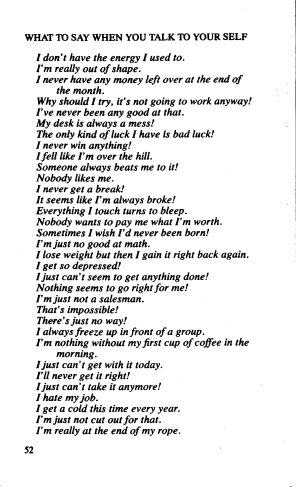 WHAT TO SAY WHEN YOU TALK TO YOUR SELF
I don't have the energy I used to.
I'm really out of shape.
I never have any money left over at the end of
the month.
Why should I try, it's not going to work anyway!
I've never been any good at that.
My desk is always a mess!
The only kind of luck I have is bad luck!
I never win anything!
I fell like I'm over the hill.
Someone always beats me to it!
Nobody likes me.
I never get a break!
It seems like I'm always broke!
Everything I touch turns to bleep.
Nobody wants to pay me what I'm worth.
Sometimes I wish I'd never been born!
I'm just no good at math.
I lose weight but then I gain it right back again.
I get so depressed!
I just can't seem to get anything done!
Nothing seems to go right for me!
I'm just not a salesman.
That's impossible!
There's just no way!
I always freeze up in front of a group.
I'm nothing without my first cup of coffee in the
morning.
I just can't get with it today.
I'll never get it right!
I just can't take it anymore!
I hate my job.
I get a cold this time every year.
I'm just not cut out for that.
I'm really at the end of my rope.
52